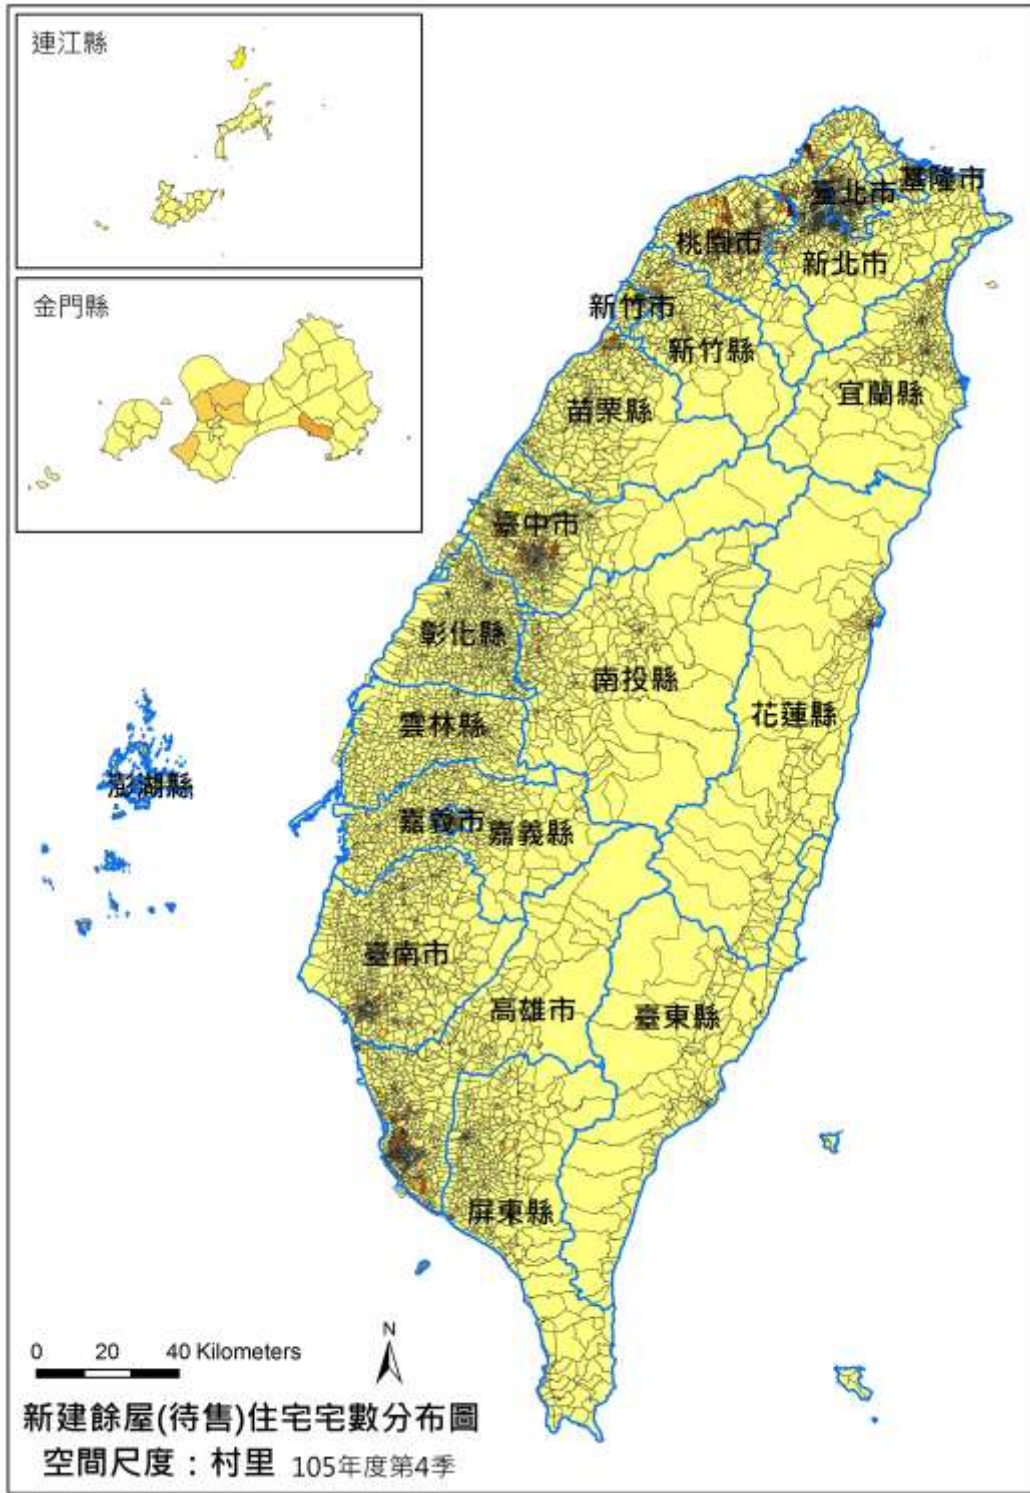 連江縣
金門縣
基隆市
臺北市
桃園市
新北市
新竹市
新竹縣
宜蘭縣
苗栗縣
臺中市
彰化縣
南投縣
花蓮縣
雲林縣
澎湖縣
嘉義市
嘉義縣
臺南市
高雄市
臺東縣
屏東縣
N
0 20 40 Kilometers
新建餘屋(待售)住宅宅數分布圖
空間尺度：村里 105年度第4季